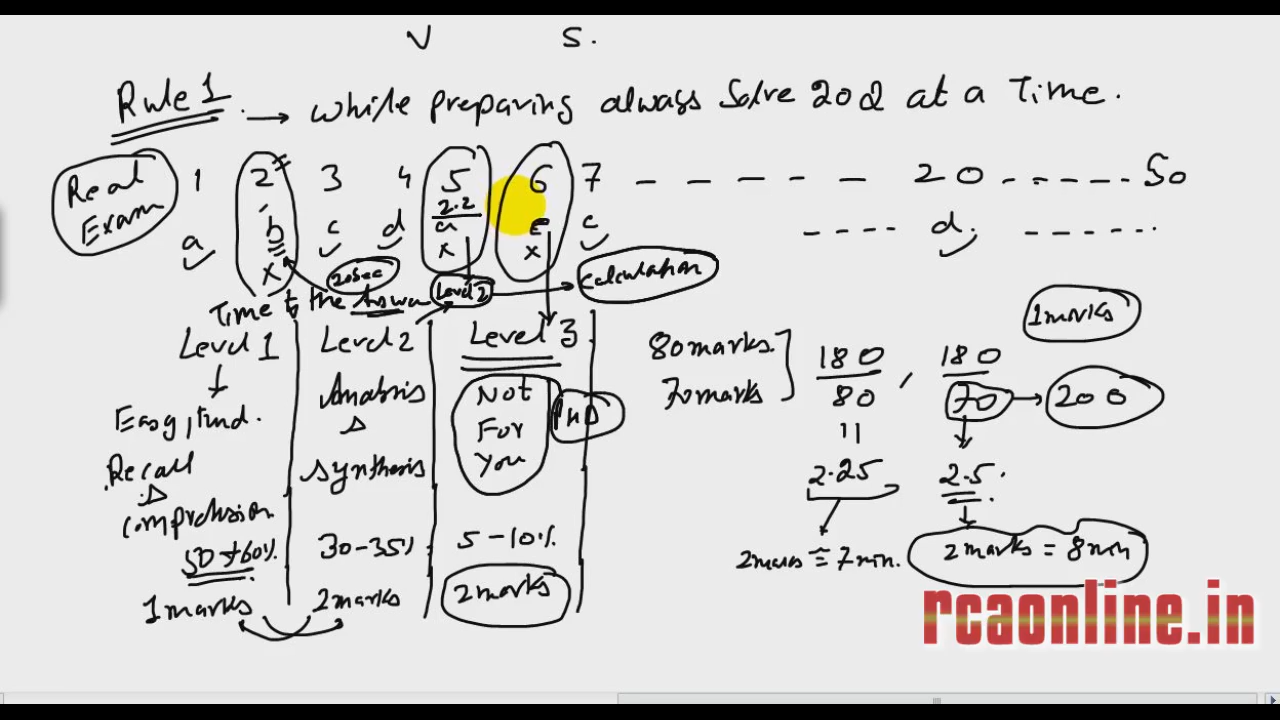 V S.
Rule 1 → while preparing always Solve 20Q at a Time.
Real Exam 1 2 3 4 5 6 7 - - - - - 20 ...... 50
2.2
a b c d a c ---- d. ......
x x x
20sec Level 2 → Calculation
Time to the
1 marks
Level 1 Level 2 Level 3
80 marks 180/80 , 180/70 → 200
70 marks
Easy, Analysis Not PhD
For
Recall synthesis You
2.25 2.5
50 → 60% 30-35% 5-10%
2 marks = 8 min
≈ 7 min.
1 marks 2 marks 2 marks
rcaonline.in